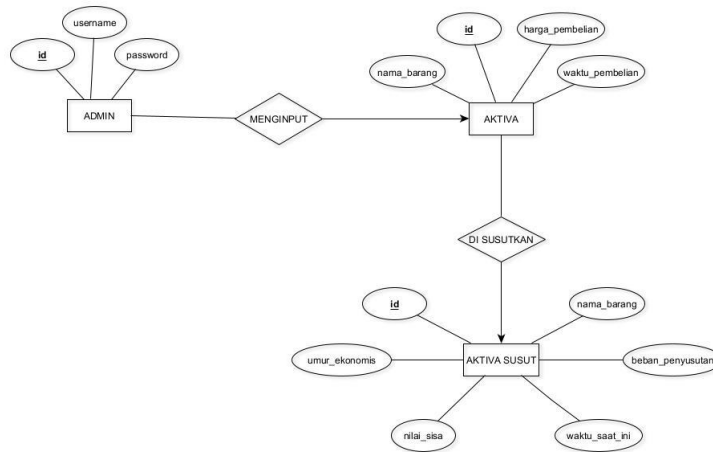 username
id
password
ADMIN
MENGINPUT
id
harga_pembelian
nama_barang
waktu_pembelian
AKTIVA
DI SUSUTKAN
id
nama_barang
umur_ekonomis
AKTIVA SUSUT
beban_penyusutan
nilai_sisa
waktu_saat_ini